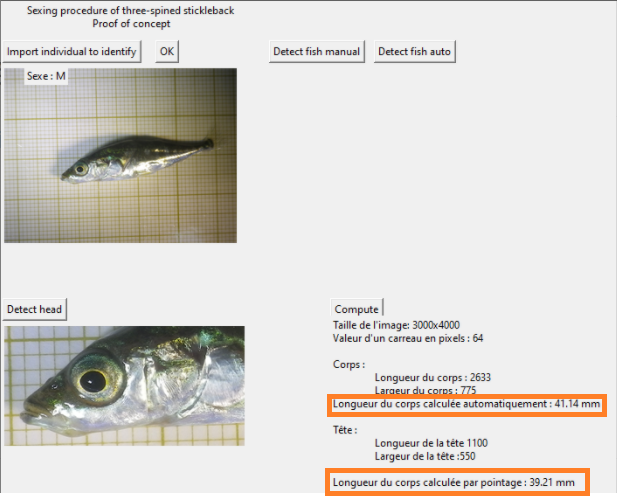 Sexing procedure of three-spined stickleback
Proof of concept
Import individual to identify OK Detect fish manual Detect fish auto
Sexe : M
Detect head Compute
Taille de l'image: 3000x4000
Valeur d'un carreau en pixels : 64
Corps :
Longueur du corps : 2633
Largeur du corps : 775
Longueur du corps calculée automatiquement : 41.14 mm
Tête :
Longueur de la tête 1100
Largeur de la tête :550
Longueur du corps calculée par pointage : 39.21 mm